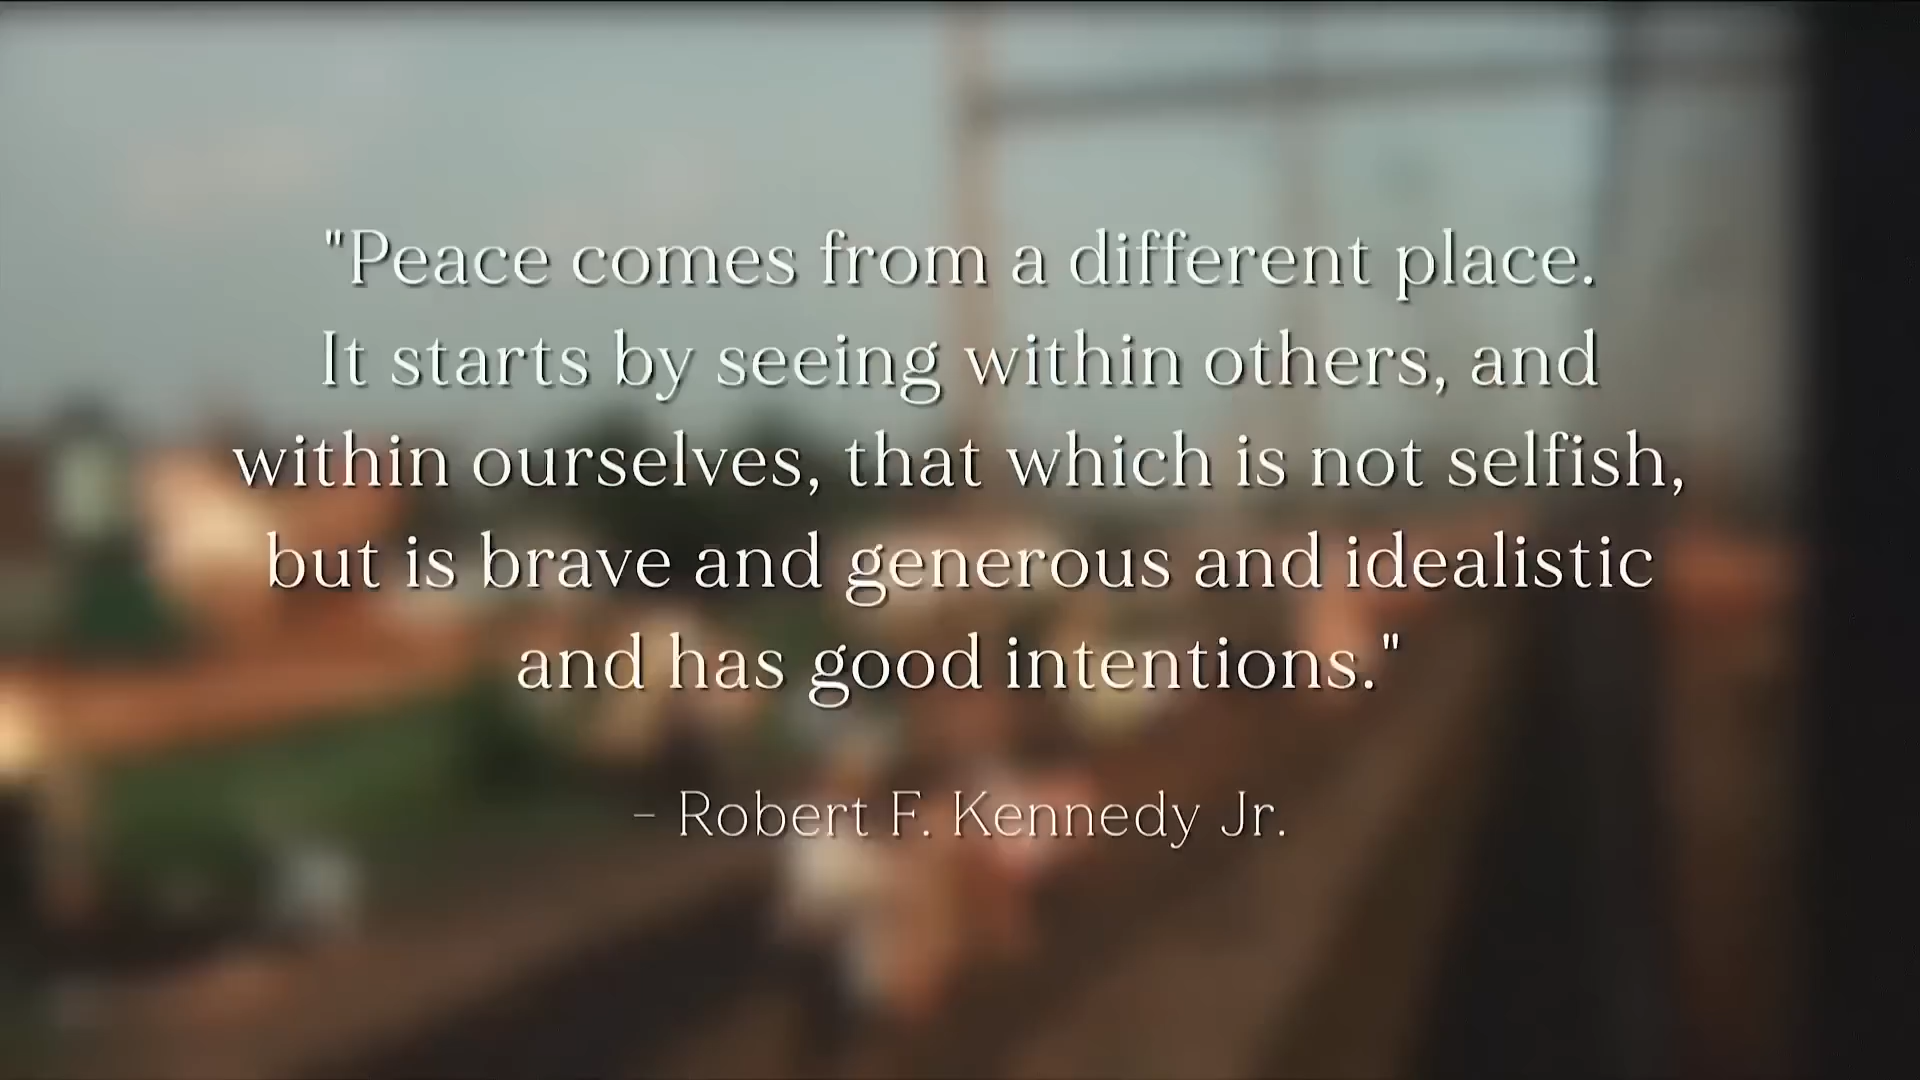 "Peace comes from a different place.
It starts by seeing within others, and
within ourselves, that which is not selfish,
but is brave and generous and idealistic
and has good intentions."
– Robert F. Kennedy Jr.